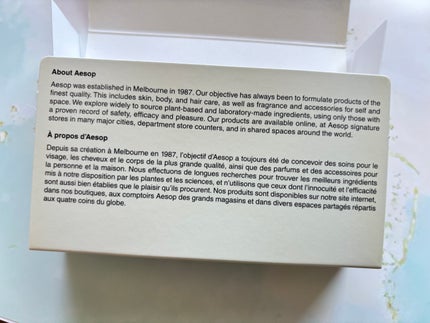 About Aesop
Aesop was established in Melbourne in 1987. Our objective has always been to formulate products of the
finest quality. This includes skin, body, and hair care, as well as fragrance and accessories for self and
space. We explore widely to source plant-based and laboratory-made ingredients, using only those with
a proven record of safety, efficacy and pleasure. Our products are available online, at Aesop signature
stores in many major cities, department store counters, and in shared spaces around the world.
À propos d'Aesop
Depuis sa création à Melbourne en 1987, l'objectif d'Aesop a toujours été de concevoir des soins pour le
visage, les cheveux et le corps de la plus grande qualité, ainsi que des parfums et des accessoires pour
la personne et la maison. Nous effectuons de longues recherches pour trouver les meilleurs ingrédients
mis à notre disposition par les plantes et les sciences, et n'utilisons que ceux dont l'innocuité et l'efficacité
sont aussi bien établies que le plaisir qu'ils procurent. Nos produits sont disponibles sur notre site internet,
dans nos boutiques, aux comptoirs Aesop des grands magasins et dans divers espaces partagés répartis
aux quatre coins du globe.